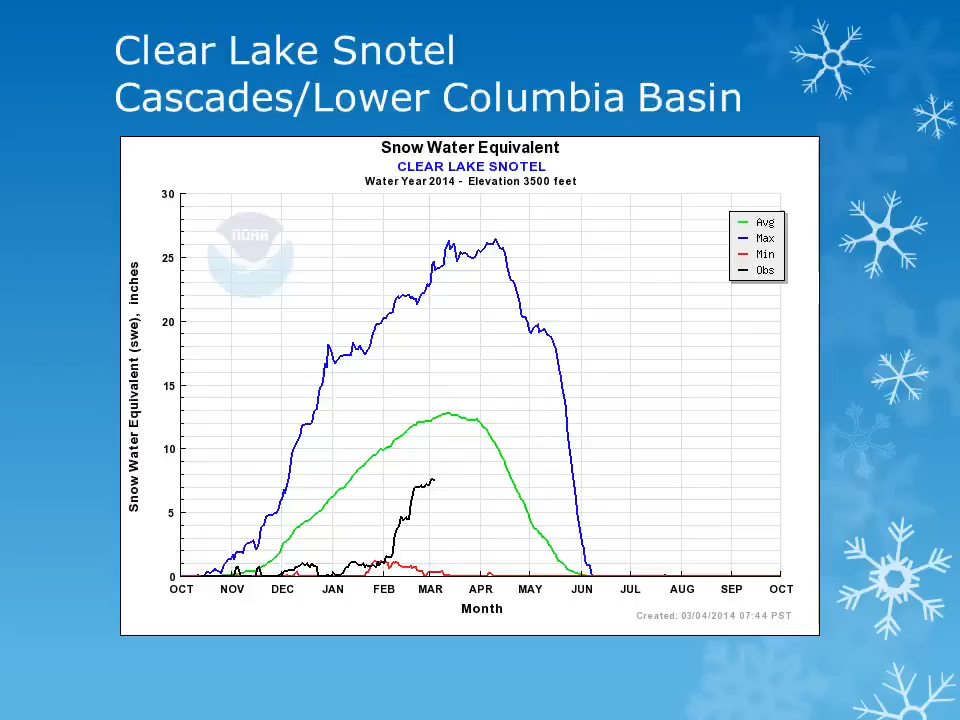 Clear Lake Snotel
Cascades/Lower Columbia Basin
Snow Water Equivalent
CLEAR LAKE SNOTEL
Water Year 2014 - Elevation 3500 feet
30
25
20
15
10
5
0
Snow Water Equivalent (swe), inches
NOAA
Avg
Max
Min
Obs
OCT NOV DEC JAN FEB MAR APR MAY JUN JUL AUG SEP OCT
Month
Created: 03/04/2014 07:44 PST